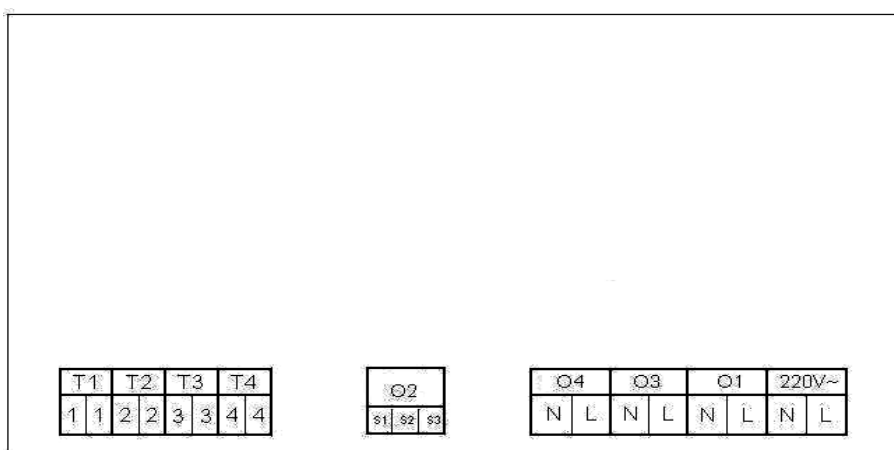 T1 T2 T3 T4
1 1 2 2 3 3 4 4
O2
S1 S2 S3
O4 O3 O1 220V~
N L N L N L N L